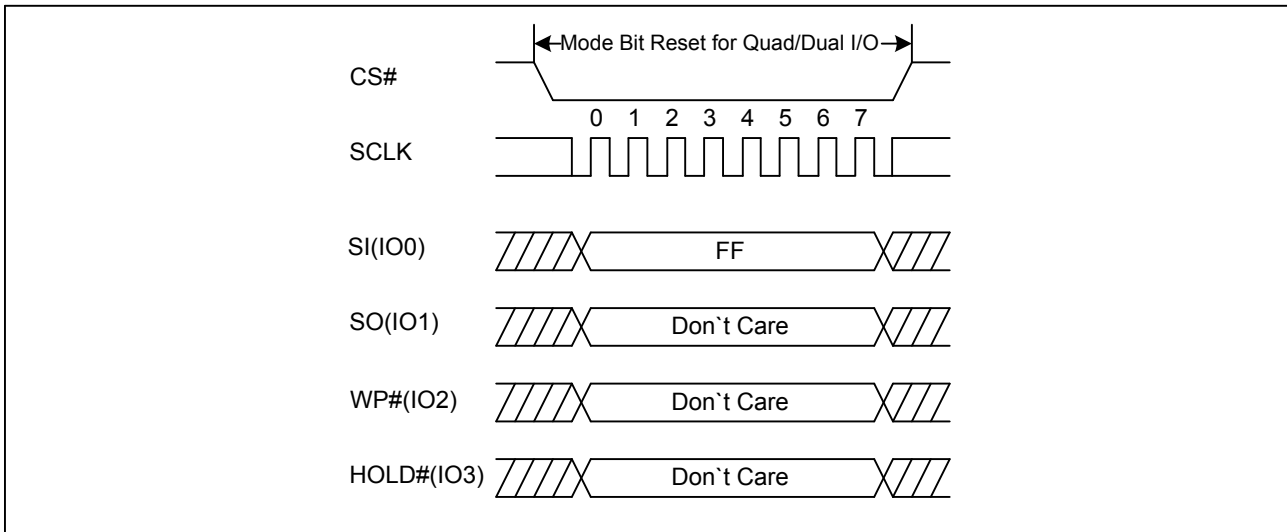 Mode Bit Reset for Quad/Dual I/O
CS#
0 1 2 3 4 5 6 7
SCLK
SI(IO0) FF
SO(IO1) Don`t Care
WP#(IO2) Don`t Care
HOLD#(IO3) Don`t Care